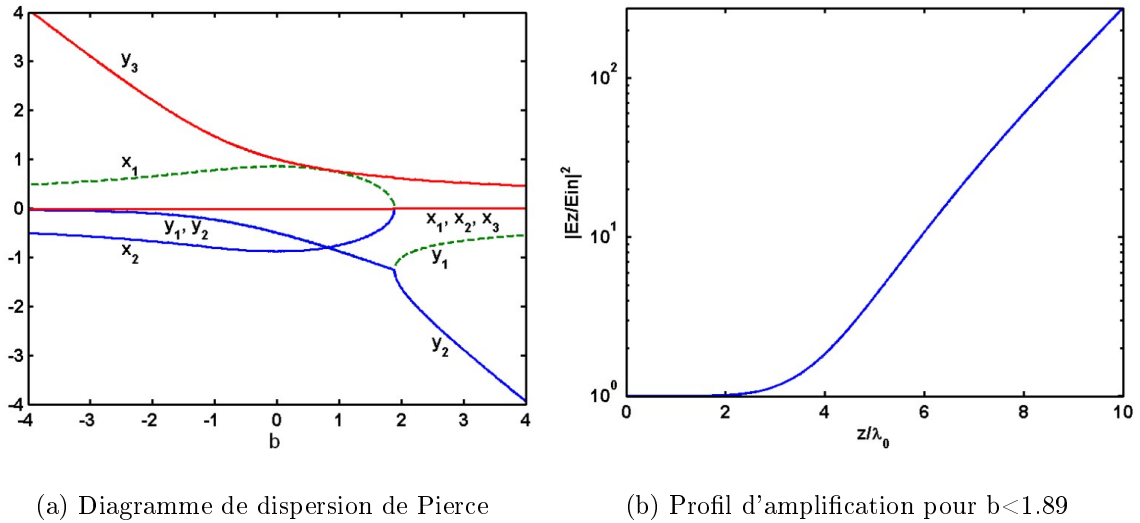 4
3
2
1
0
-1
-2
-3
-4
-4 -3 -2 -1 0 1 2 3 4
b
y3
x1
y1, y2
x2
x1, x2, x3
y1
y2
|Ez/Ein|^2
10^2
10^1
10^0
0 2 4 6 8 10
z/λ0
(a) Diagramme de dispersion de Pierce
(b) Profil d'amplification pour b<1.89